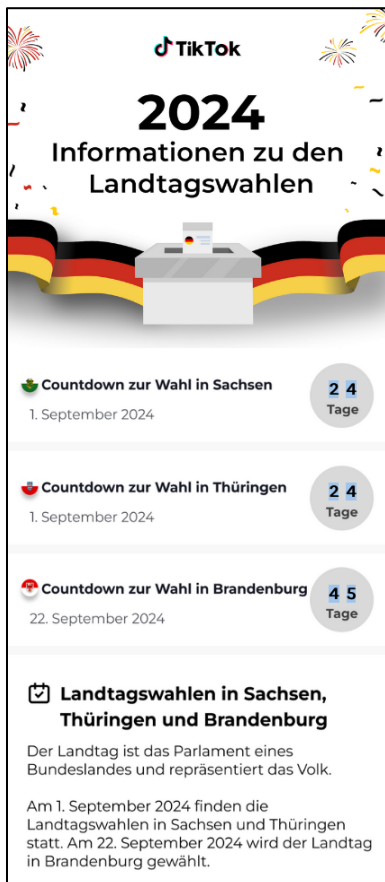 TikTok
2024
Informationen zu den
Landtagswahlen
Countdown zur Wahl in Sachsen
1. September 2024
2 4
Tage
Countdown zur Wahl in Thüringen
1. September 2024
2 4
Tage
Countdown zur Wahl in Brandenburg
22. September 2024
4 5
Tage
Landtagswahlen in Sachsen,
Thüringen und Brandenburg
Der Landtag ist das Parlament eines
Bundeslandes und repräsentiert das Volk.
Am 1. September 2024 finden die
Landtagswahlen in Sachsen und Thüringen
statt. Am 22. September 2024 wird der Landtag
in Brandenburg gewählt.